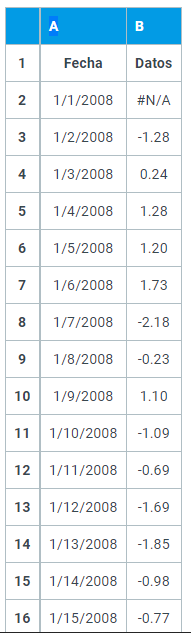 A B
1 Fecha Datos
2 1/1/2008 #N/A
3 1/2/2008 -1.28
4 1/3/2008 0.24
5 1/4/2008 1.28
6 1/5/2008 1.20
7 1/6/2008 1.73
8 1/7/2008 -2.18
9 1/8/2008 -0.23
10 1/9/2008 1.10
11 1/10/2008 -1.09
12 1/11/2008 -0.69
13 1/12/2008 -1.69
14 1/13/2008 -1.85
15 1/14/2008 -0.98
16 1/15/2008 -0.77